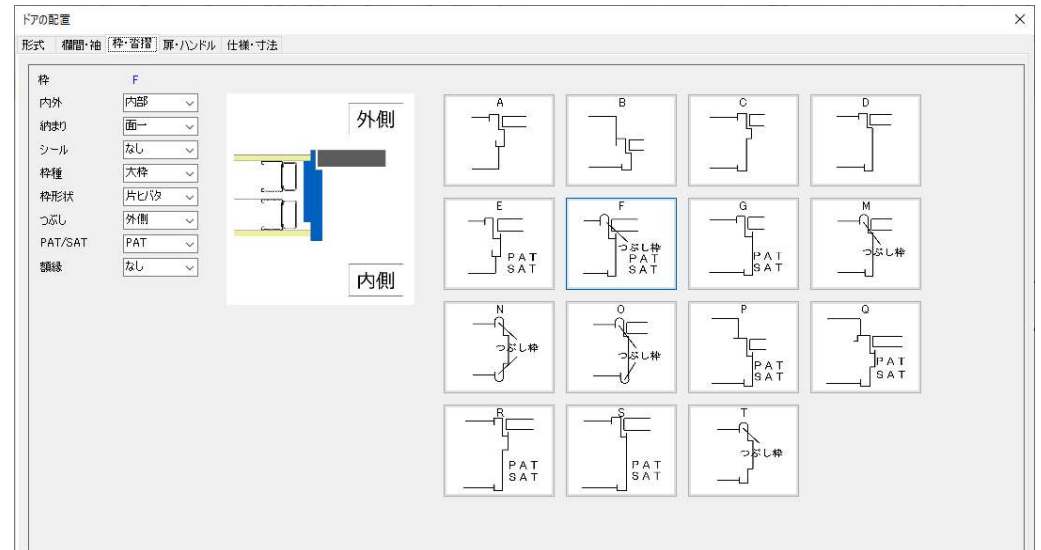 ドアの配置
形式 欄間・袖 枠・沓摺 扉・ハンドル 仕様・寸法
枠 F
内外 内部
納まり 面一
シール なし
枠種 大枠
枠形状 片ヒバタ
つぶし 外側
PAT/SAT PAT
額縁 なし
外側
内側
A B C D
E F G M
PAT
SAT
つぶし枠
PAT
SAT
PAT
SAT
つぶし枠
N O P Q
つぶし枠
つぶし枠
PAT
SAT
PAT
SAT
R S T
PAT
SAT
PAT
SAT
つぶし枠